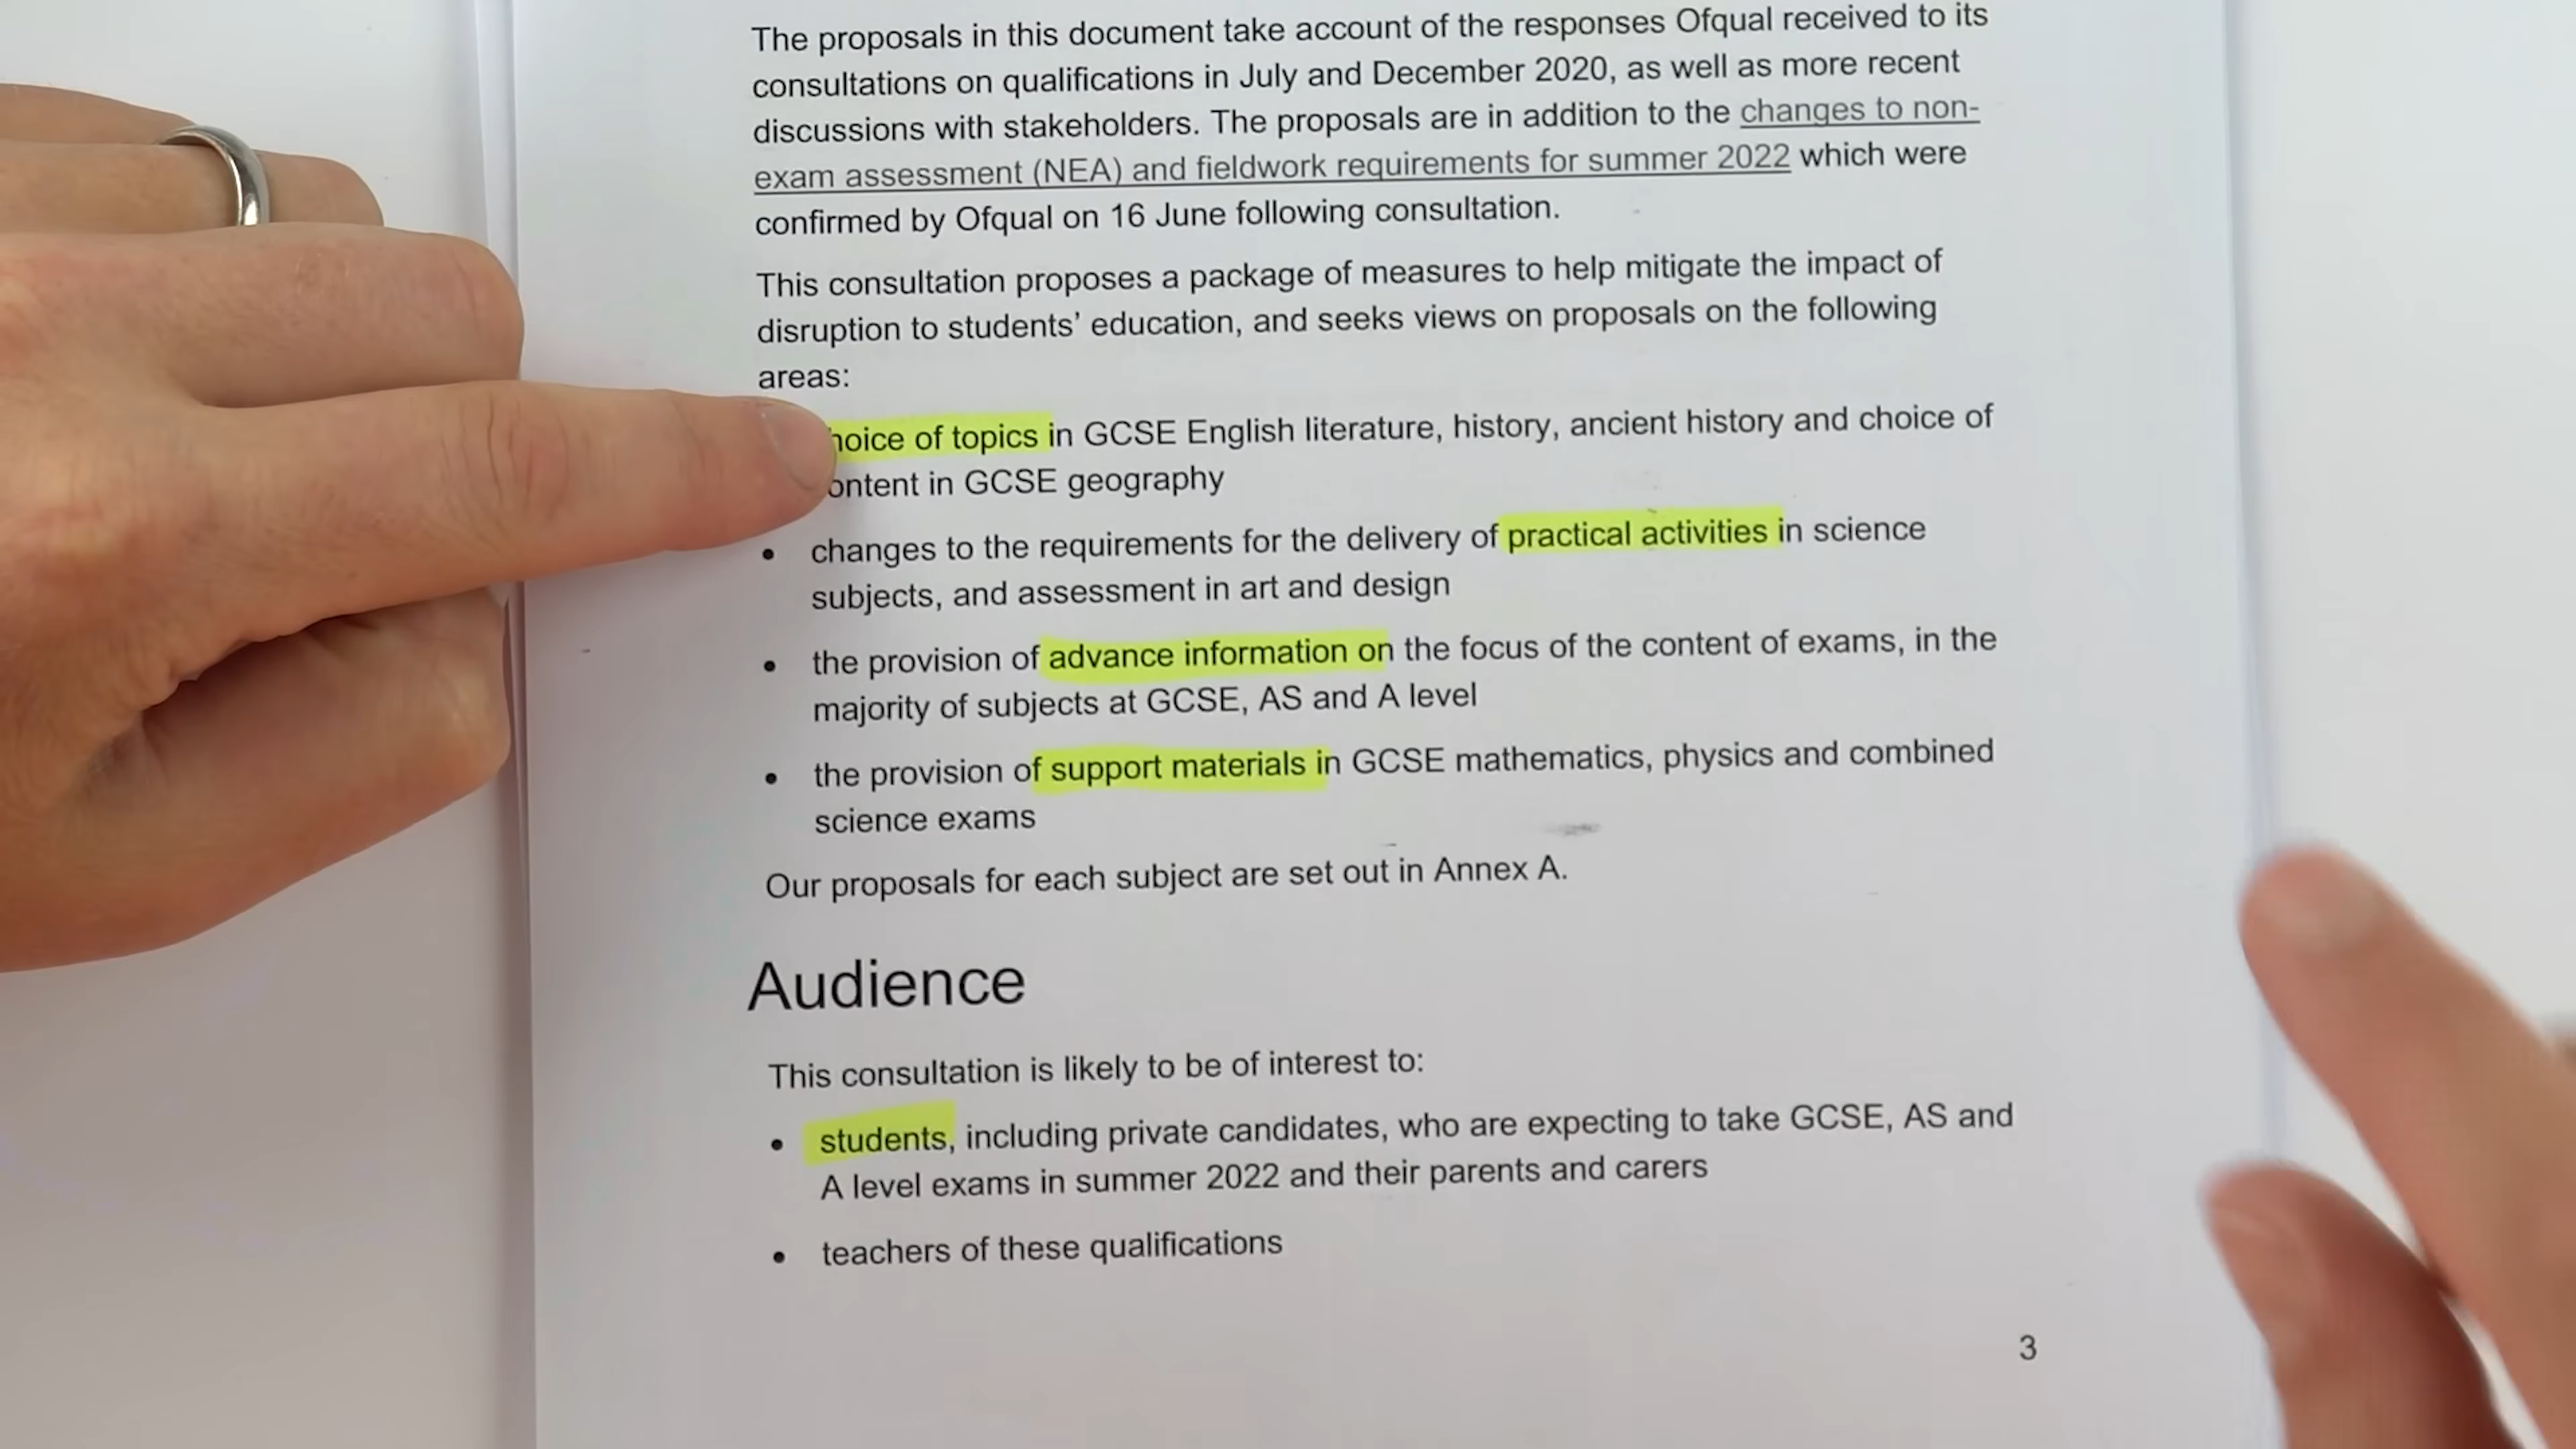 The proposals in this document take account of the responses Ofqual received to its
consultations on qualifications in July and December 2020, as well as more recent
discussions with stakeholders. The proposals are in addition to the changes to non-
exam assessment (NEA) and fieldwork requirements for summer 2022 which were
confirmed by Ofqual on 16 June following consultation.
This consultation proposes a package of measures to help mitigate the impact of
disruption to students’ education, and seeks views on proposals on the following
areas:
hoice of topics in GCSE English literature, history, ancient history and choice of
ontent in GCSE geography
• changes to the requirements for the delivery of practical activities in science
subjects, and assessment in art and design
• the provision of advance information on the focus of the content of exams, in the
majority of subjects at GCSE, AS and A level
• the provision of support materials in GCSE mathematics, physics and combined
science exams
Our proposals for each subject are set out in Annex A.
Audience
This consultation is likely to be of interest to:
• students, including private candidates, who are expecting to take GCSE, AS and
A level exams in summer 2022 and their parents and carers
• teachers of these qualifications
3